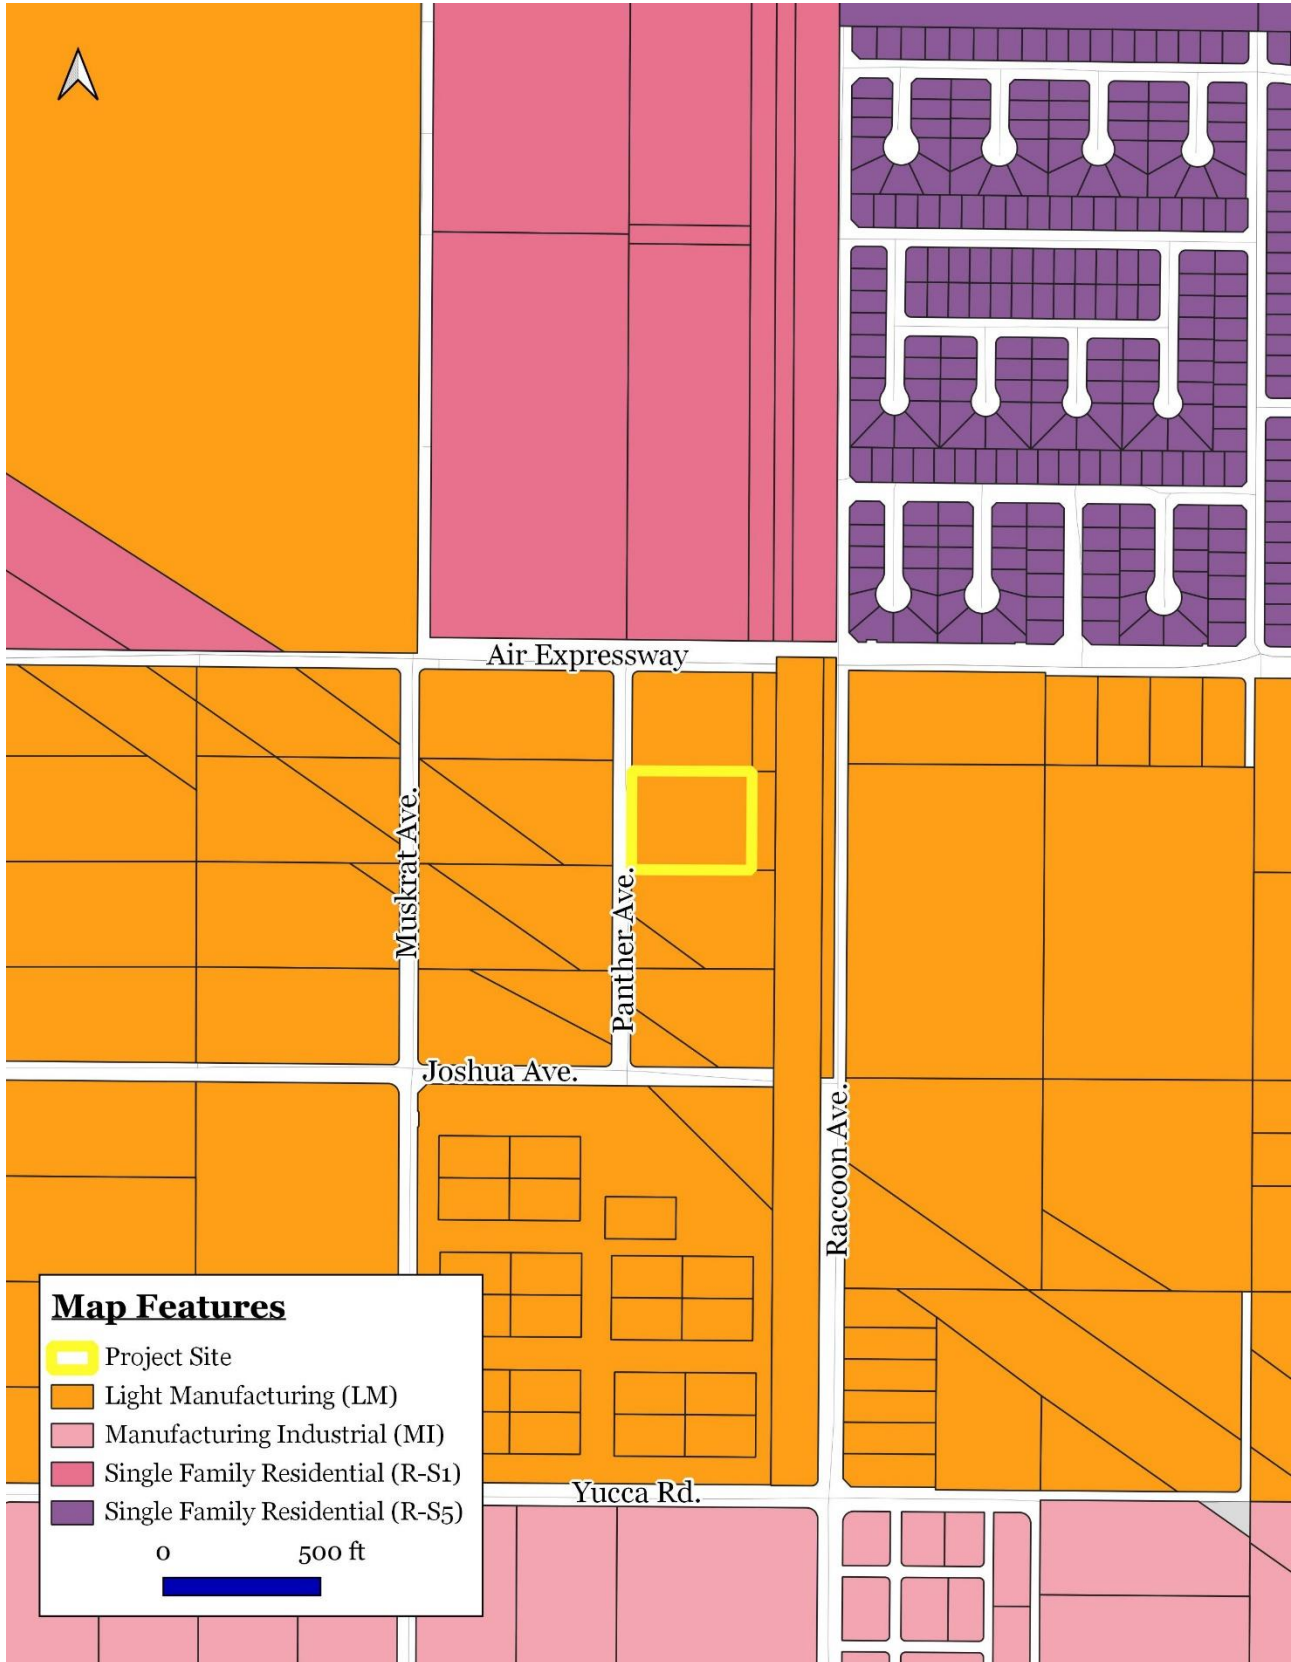 Air Expressway
Muskrat Ave.
Panther Ave.
Joshua Ave.
Raccoon Ave.
Map Features
Project Site
Light Manufacturing (LM)
Manufacturing Industrial (MI)
Single Family Residential (R-S1)
Single Family Residential (R-S5)
0 500 ft
Yucca Rd.